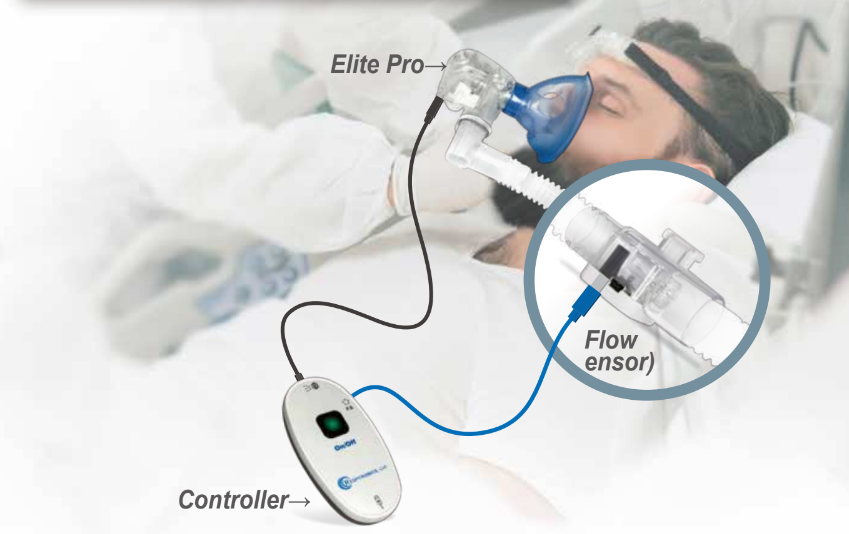 Elite Pro→
Flow
ensor)
On/Off
Controller→